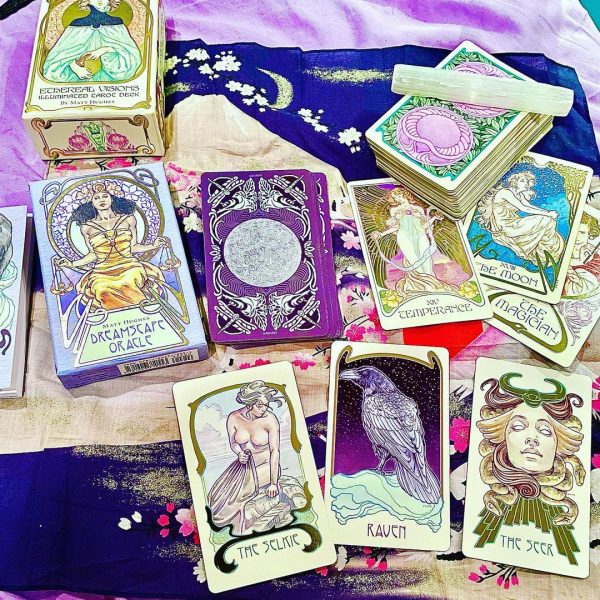 ETHEREAL VISIONS
ILLUMINATED TAROT DECK
BY MATT HUGHES
MATT HUGHES
DREAMSCAPE
ORACLE
XIV
TEMPERANCE
XVIII
THE MOON
THE
MAGICIAN
THE SELKIE
RAVEN
THE SEER